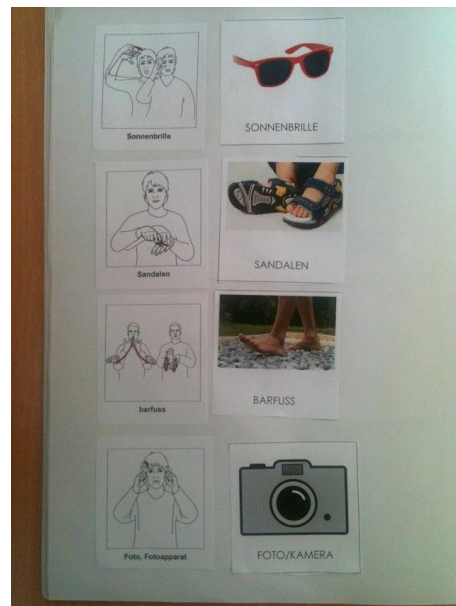 Sonnenbrille
SONNENBRILLE
Sandalen
SANDALEN
barfuss
BARFUSS
Foto, Fotoapparat
FOTO/KAMERA